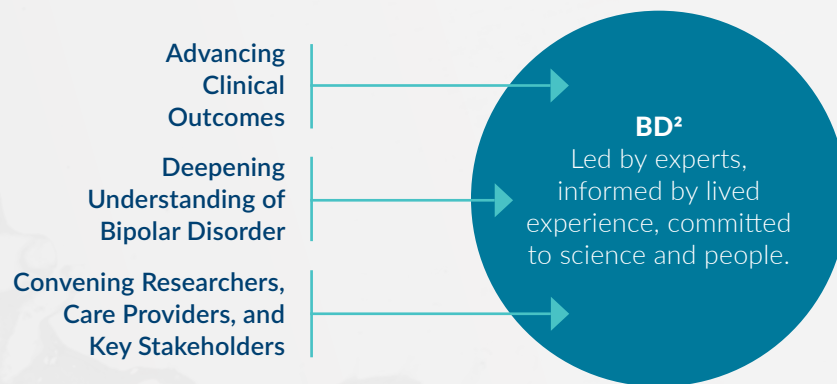 Advancing
Clinical
Outcomes
Deepening
Understanding of
Bipolar Disorder
Convening Researchers,
Care Providers, and
Key Stakeholders
BD²
Led by experts,
informed by lived
experience, committed
to science and people.